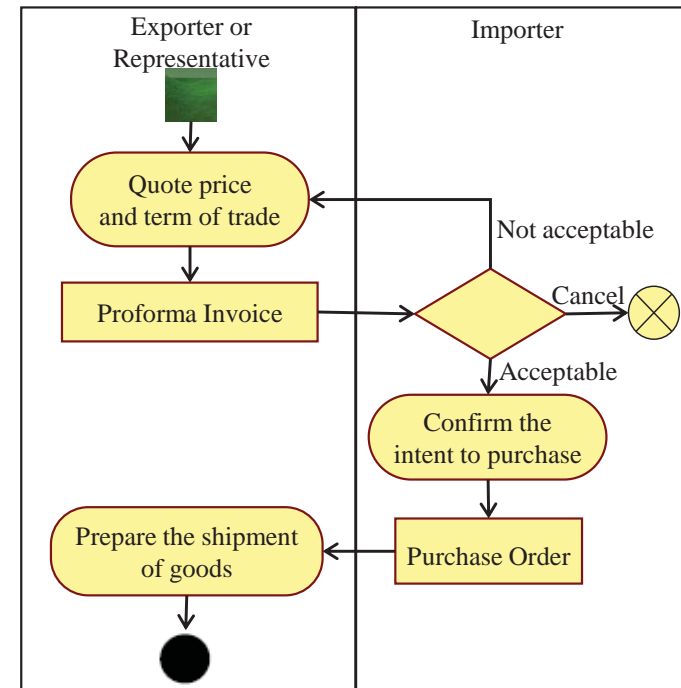 Exporter or
Representative
Importer
Quote price
and term of trade
Not acceptable
Proforma Invoice
Cancel
Acceptable
Confirm the
intent to purchase
Prepare the shipment
of goods
Purchase Order